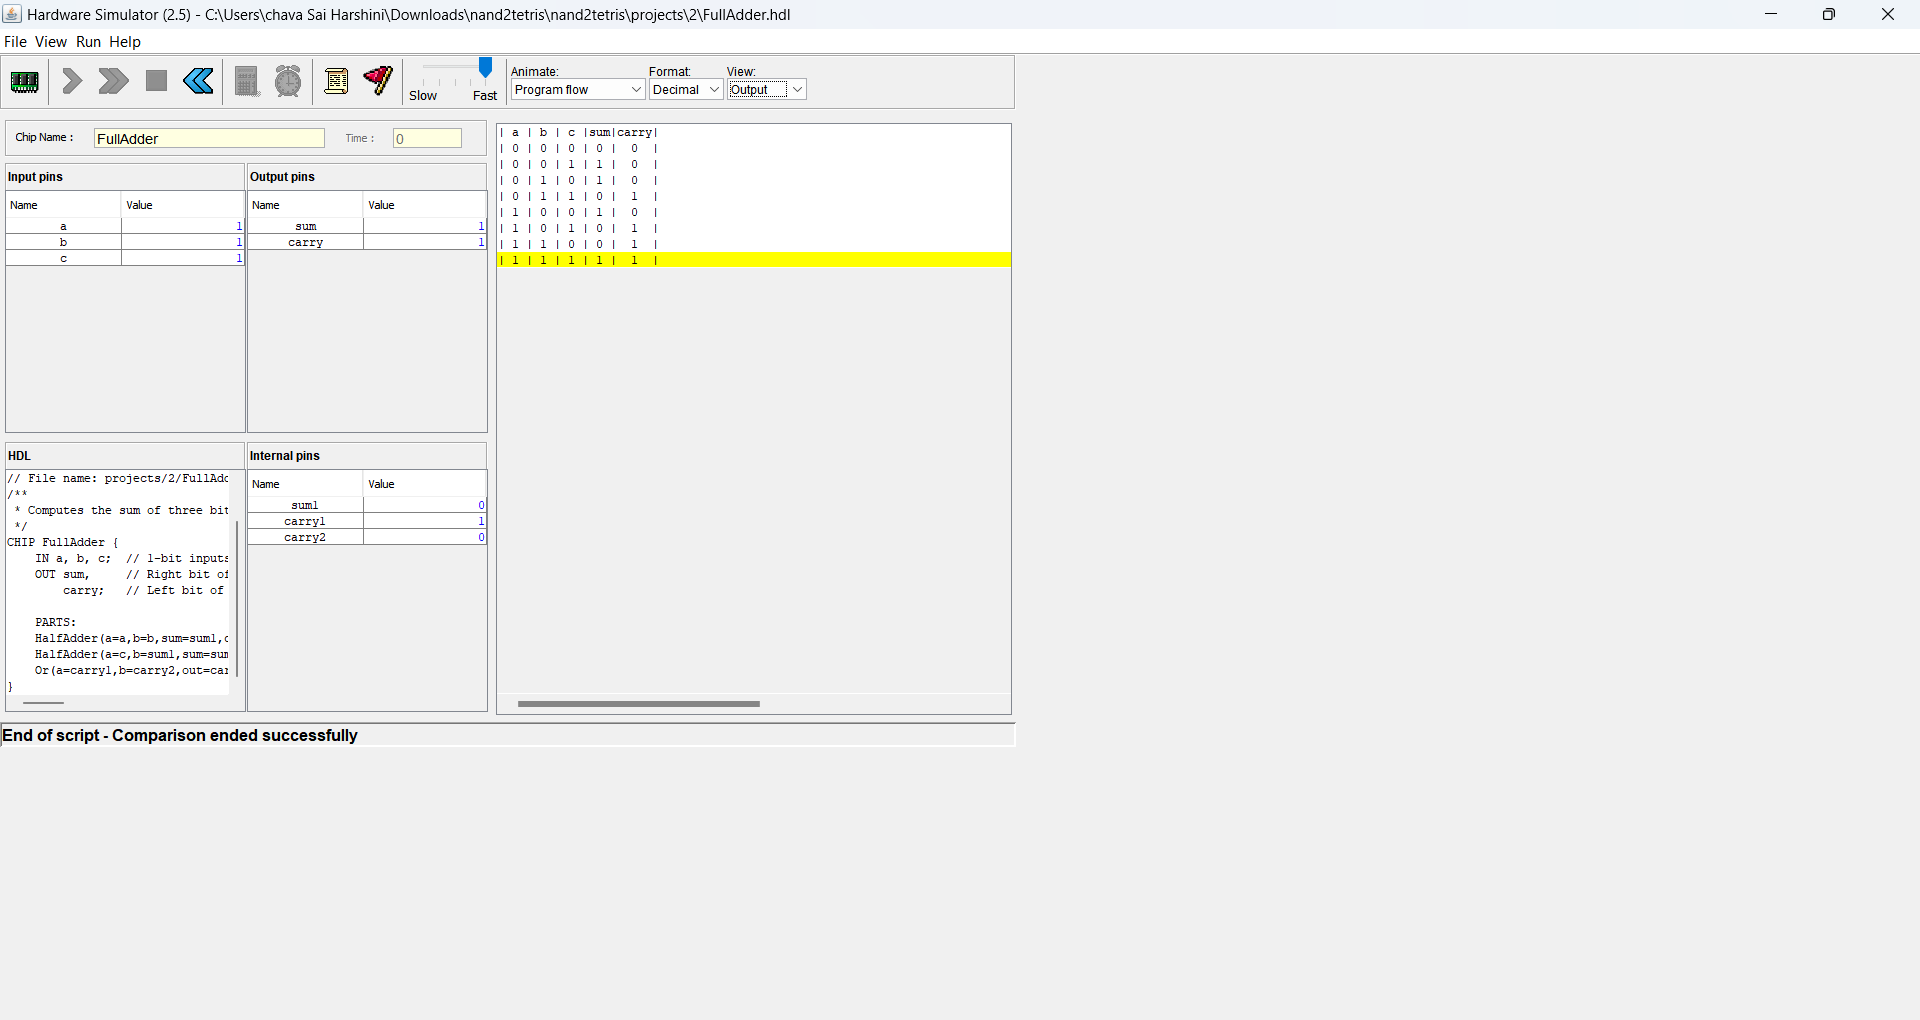 Hardware Simulator (2.5) - C:\Users\chava Sai Harshini\Downloads\nand2tetris\nand2tetris\projects\2\FullAdder.hdl
File View Run Help
Slow Fast
Animate: Format: View:
Program flow Decimal Output
Chip Name : FullAdder Time : 0
Input pins
Name Value
a 1
b 1
c 1
Output pins
Name Value
sum 1
carry 1
| a | b | c |sum|carry|
| 0 | 0 | 0 | 0 | 0 |
| 0 | 0 | 1 | 1 | 0 |
| 0 | 1 | 0 | 1 | 0 |
| 0 | 1 | 1 | 0 | 1 |
| 1 | 0 | 0 | 1 | 0 |
| 1 | 0 | 1 | 0 | 1 |
| 1 | 1 | 0 | 0 | 1 |
| 1 | 1 | 1 | 1 | 1 |
HDL
// File name: projects/2/FullAdd
/**
* Computes the sum of three bit
*/
CHIP FullAdder {
IN a, b, c; // 1-bit inputs
OUT sum, // Right bit of
carry; // Left bit of
PARTS:
HalfAdder(a=a,b=b,sum=sum1,c
HalfAdder(a=c,b=sum1,sum=sum
Or(a=carry1,b=carry2,out=car
}
Internal pins
Name Value
sum1 0
carry1 1
carry2 0
End of script - Comparison ended successfully